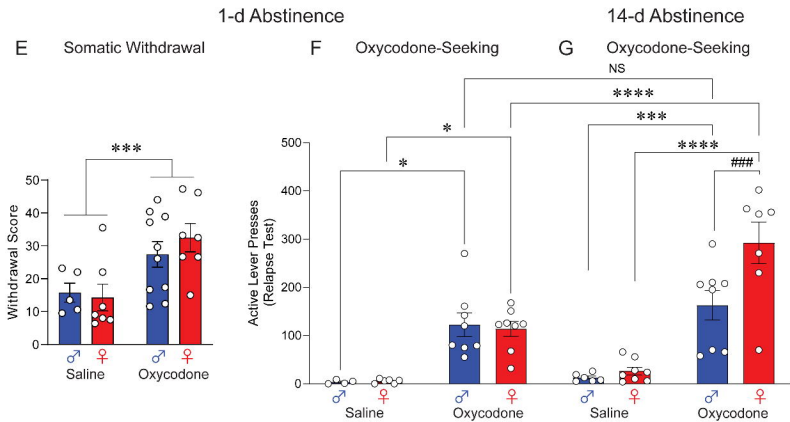 1-d Abstinence
14-d Abstinence
E
Somatic Withdrawal
F
Oxycodone-Seeking
G
Oxycodone-Seeking
NS
****
***
*
****
***
*
###
Withdrawal Score
50
40
30
20
10
0
♂ ♀ ♂ ♀
Saline
Oxycodone
Active Lever Presses
(Relapse Test)
500
400
300
200
100
0
♂ ♀ ♂ ♀ ♂ ♀ ♂ ♀
Saline
Oxycodone
Saline
Oxycodone